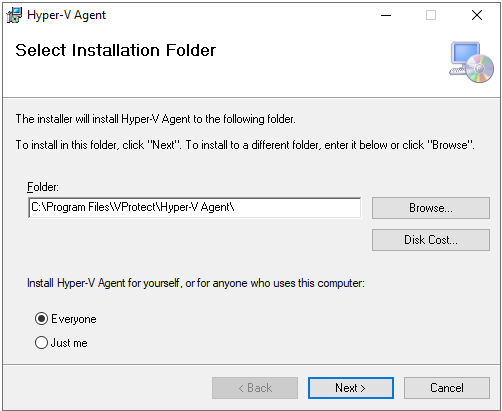 Hyper-V Agent
Select Installation Folder
The installer will install Hyper-V Agent to the following folder.
To install in this folder, click "Next". To install to a different folder, enter it below or click "Browse".
Folder:
C:\Program Files\VProtect\Hyper-V Agent\
Browse...
Disk Cost...
Install Hyper-V Agent for yourself, or for anyone who uses this computer:
Everyone
Just me
< Back
Next >
Cancel